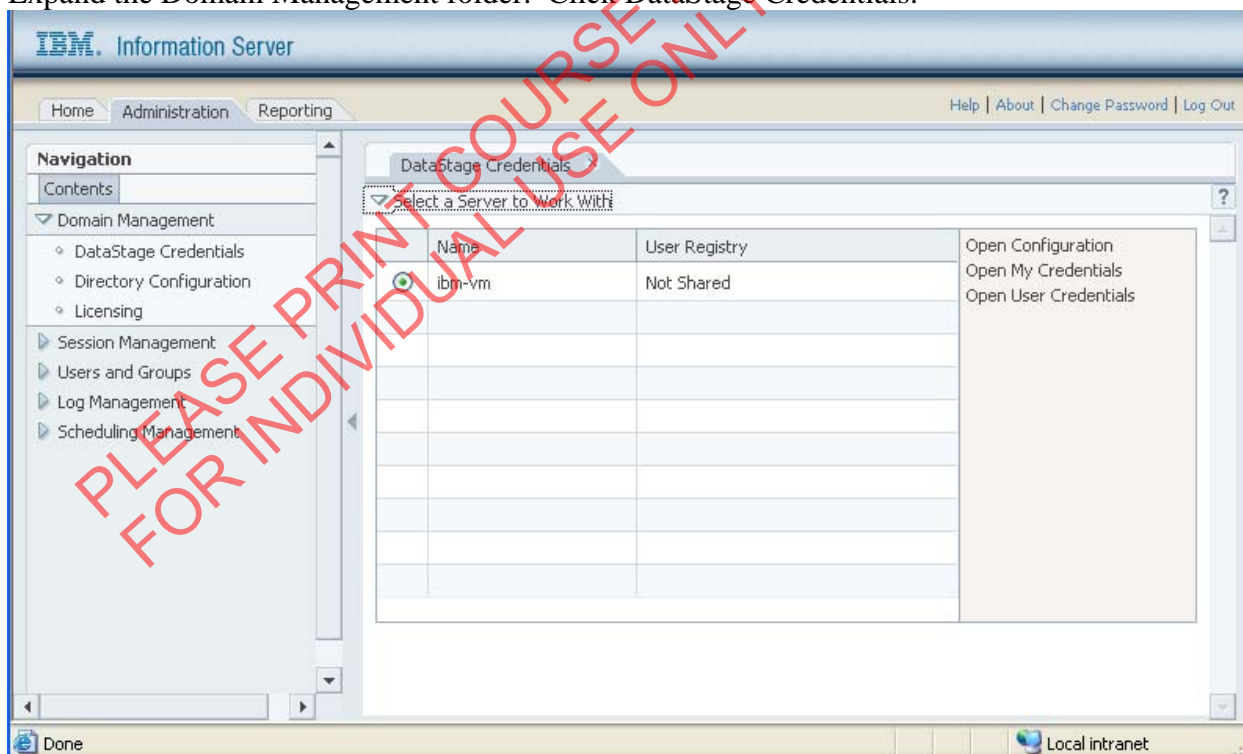 Expand the Domain Management folder. Click DataStage Credentials.
IBM. Information Server
Home Administration Reporting
Help | About | Change Password | Log Out
Navigation
Contents
Domain Management
DataStage Credentials
Directory Configuration
Licensing
Session Management
Users and Groups
Log Management
Scheduling Management
DataStage Credentials ×
Select a Server to Work With
?
Name User Registry
ibm-vm Not Shared
Open Configuration
Open My Credentials
Open User Credentials
PLEASE PRINT COURSE
FOR INDIVIDUAL USE ONL
Done
Local intranet